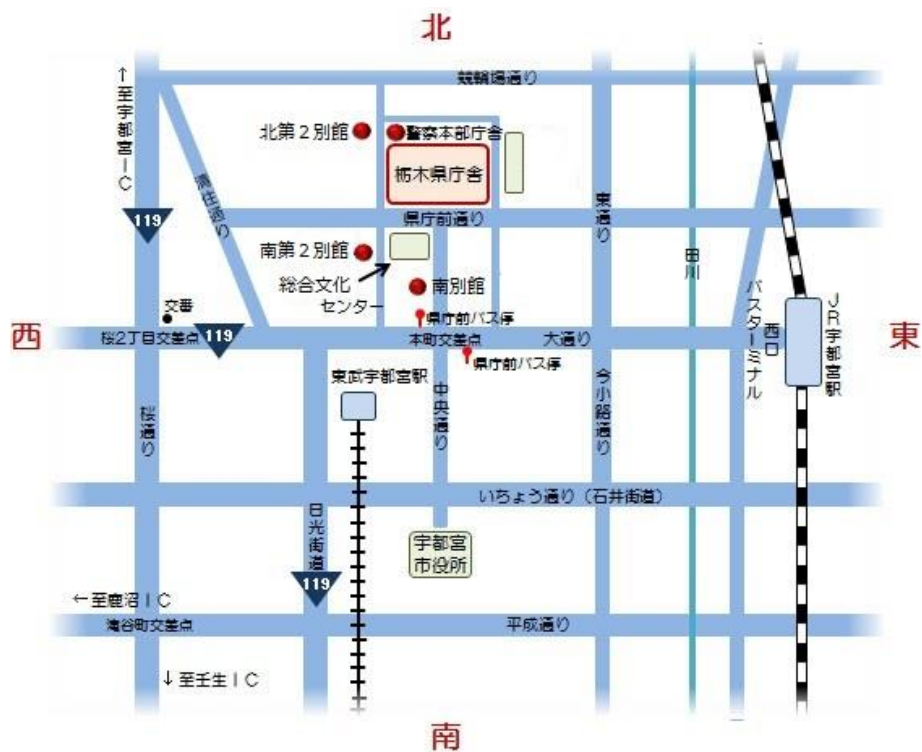 北
競輪場通り
↑至宇都宮IC
北第2別館
警察本部庁舎
栃木県庁舎
清住通り
119
県庁前通り
東通り
田川
南第2別館
総合文化
センター
南別館
交番
県庁前バス停
西
桜2丁目交差点
119
本町交差点
大通り
県庁前バス停
バスターミナル
西口
JR宇都宮駅
東
東武宇都宮駅
桜通り
中央通り
今小路通り
いちょう通り(石井街道)
日光街道
119
宇都宮
市役所
←至鹿沼IC
滝谷町交差点
平成通り
↓至壬生IC
南